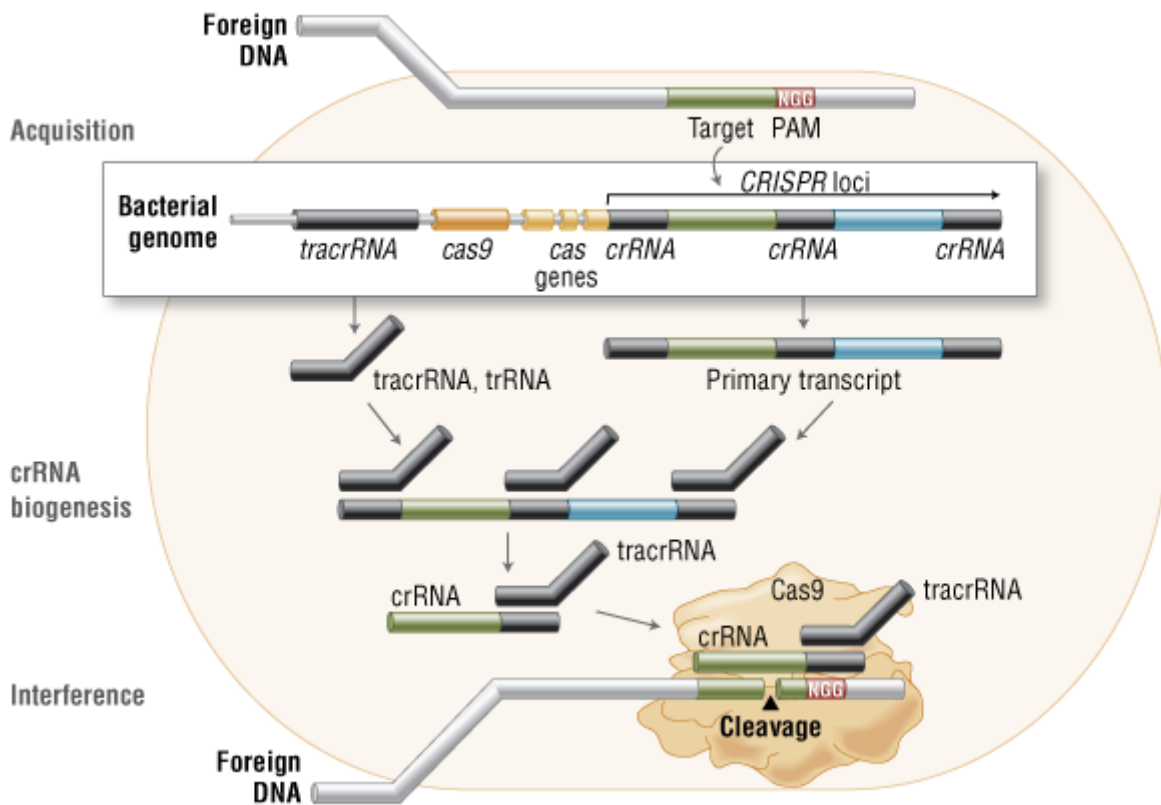 Foreign
DNA
NGG
Acquisition
Target PAM
CRISPR loci
Bacterial
genome
tracrRNA cas9 cas
genes crRNA crRNA crRNA
tracrRNA, trRNA
Primary transcript
crRNA
biogenesis
tracrRNA
crRNA
Cas9
tracrRNA
crRNA
Interference
NGG
Cleavage
Foreign
DNA